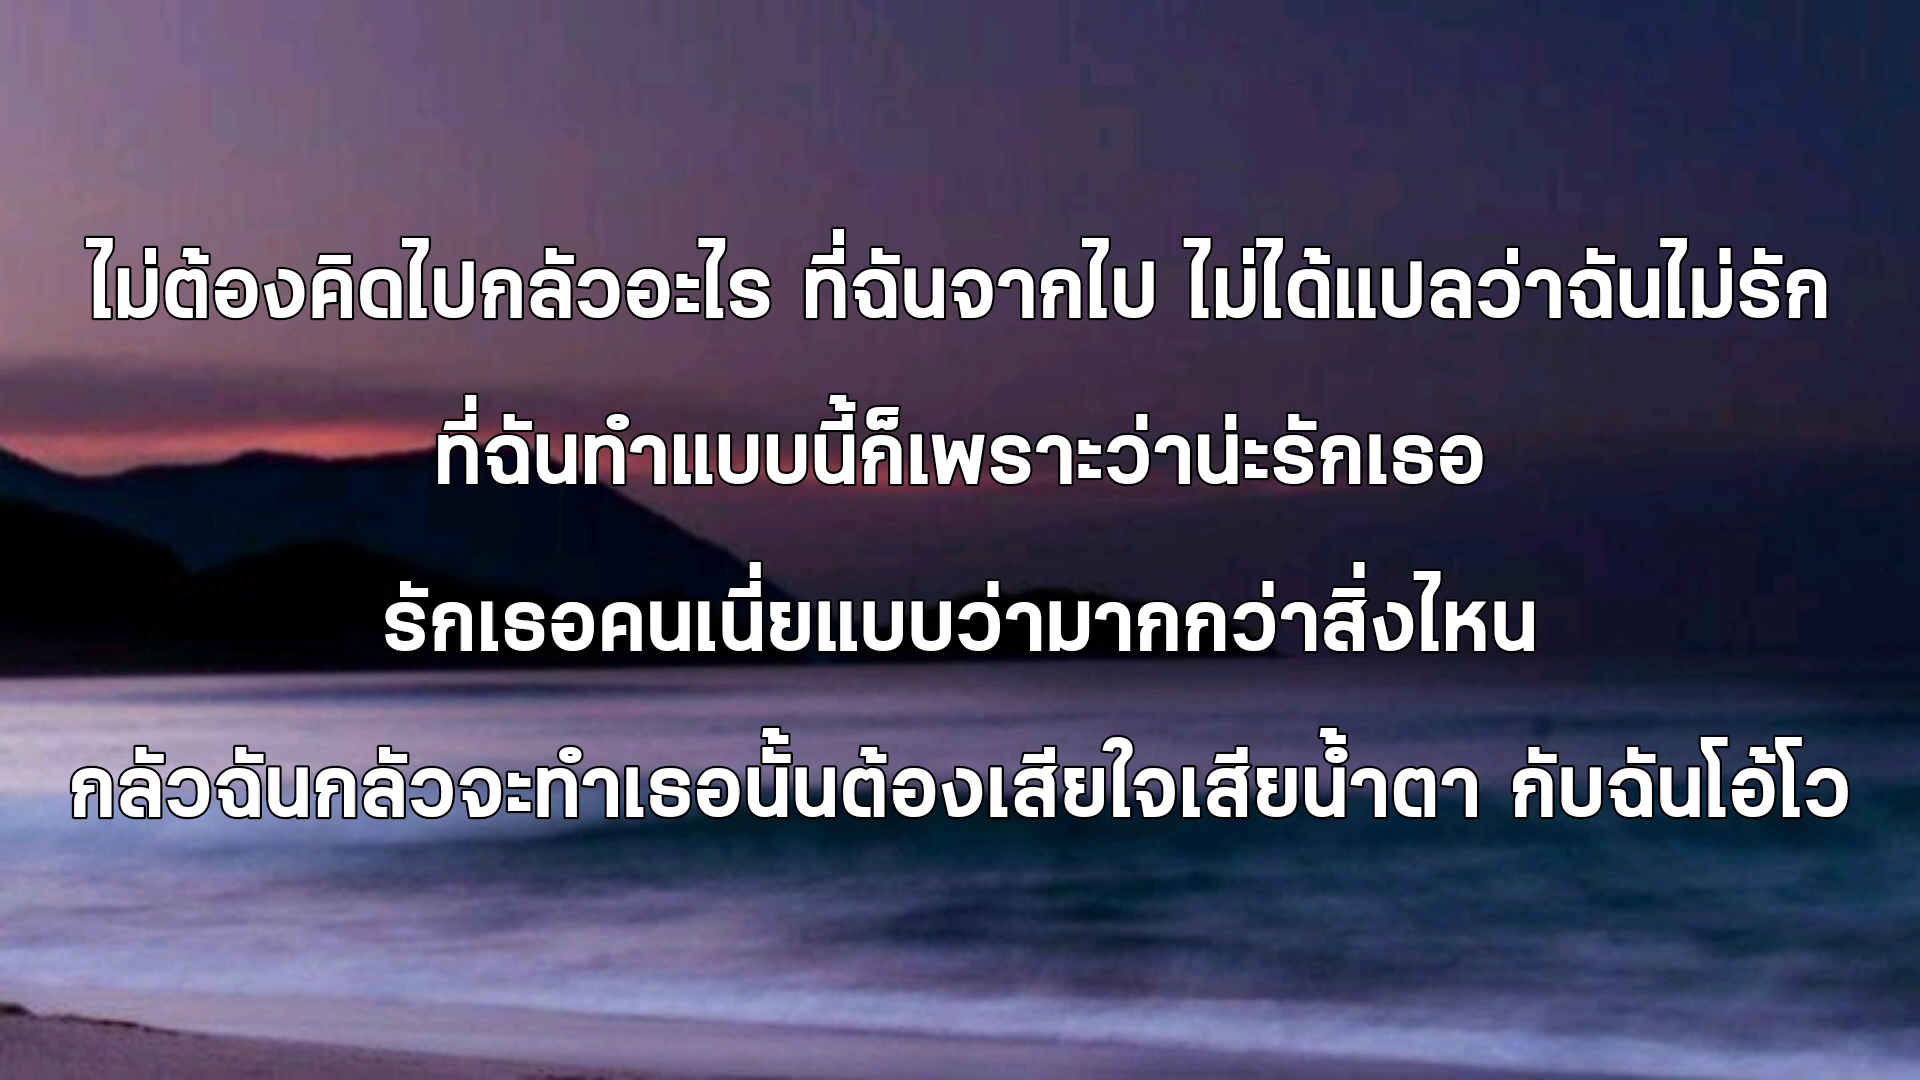 ไม่ต้องคิดไปกลัวอะไร ที่ฉันจากไป ไม่ได้แปลว่าฉันไม่รัก
ที่ฉันทำแบบนี้ก็เพราะว่าน่ะรักเธอ
รักเธอคนเนี่ยแบบว่ามากกว่าสิ่งไหน
กลัวฉันกลัวจะทำเธอนั้นต้องเสียใจเสียน้ำตา กับฉันโอ้โว